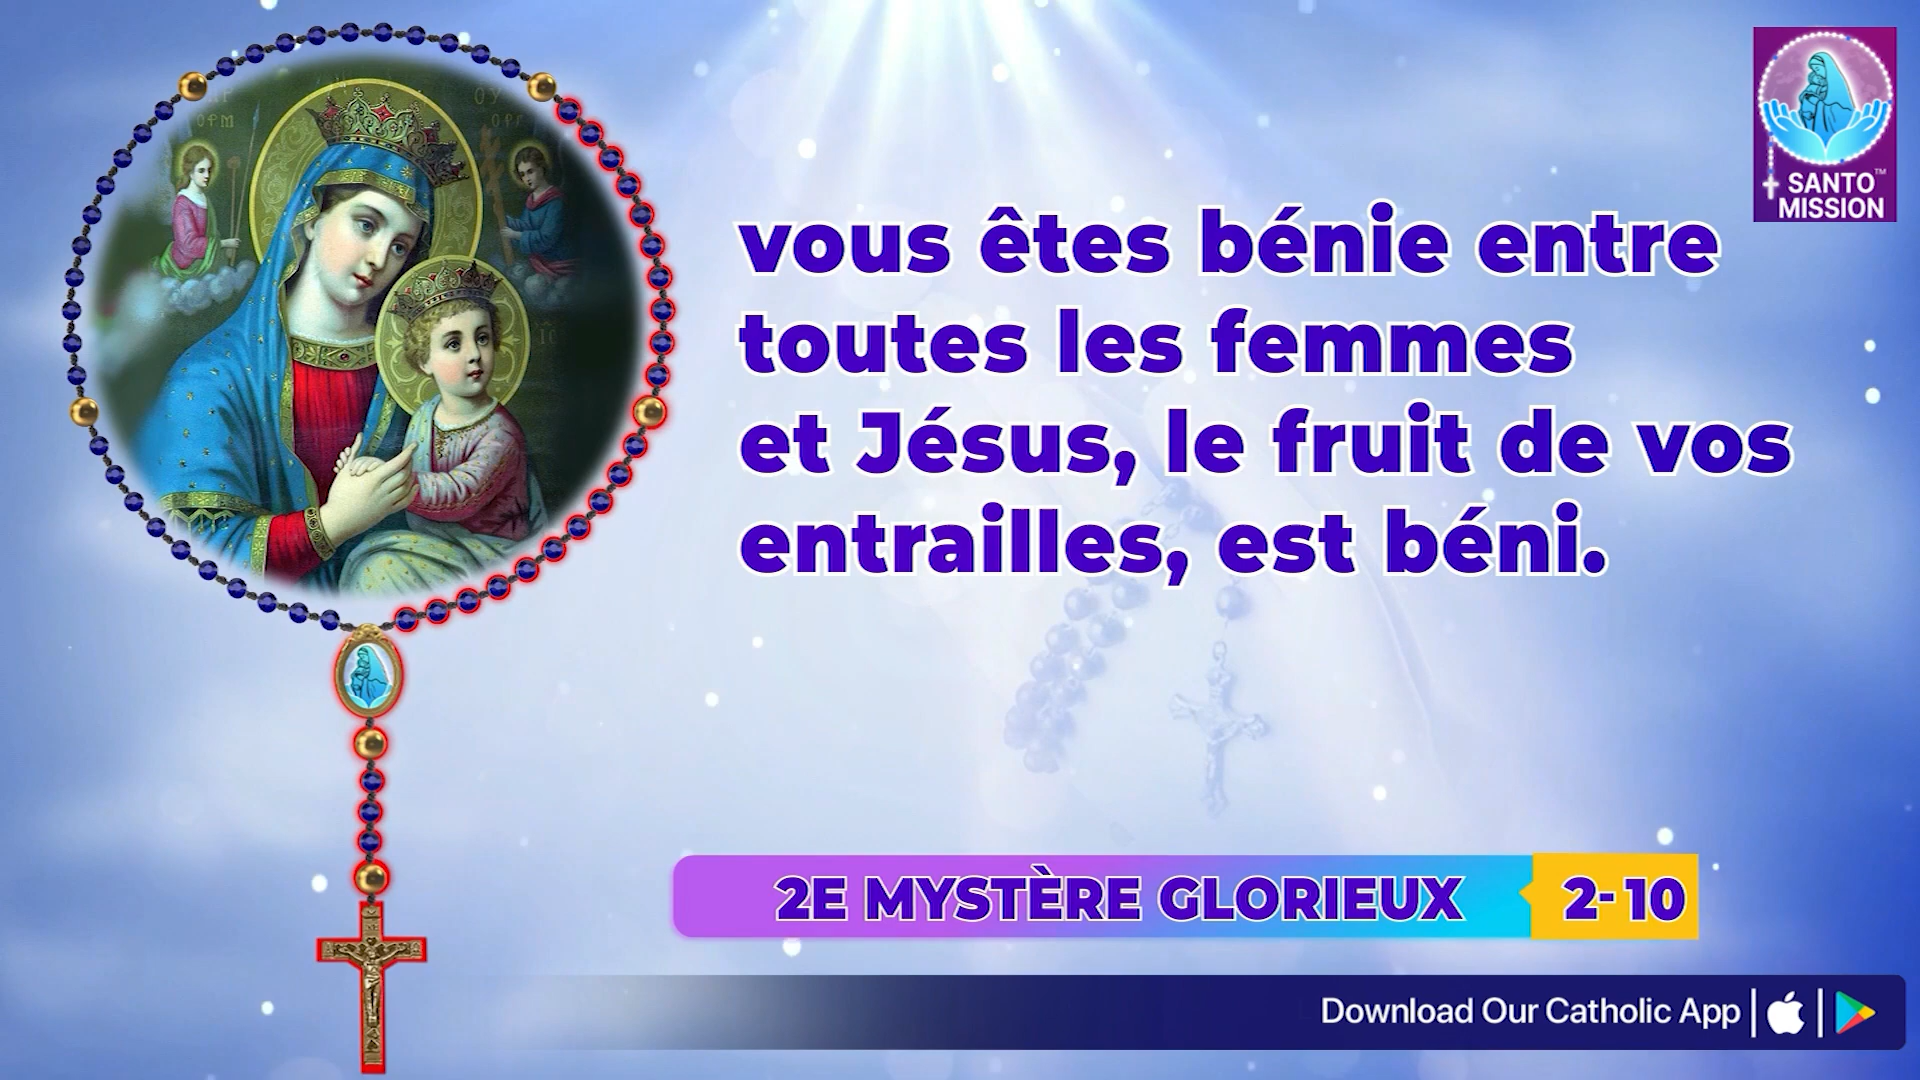 SANTO™
MISSION
vous êtes bénie entre
toutes les femmes
et Jésus, le fruit de vos
entrailles, est béni.
2E MYSTÈRE GLORIEUX 2-10
Download Our Catholic App